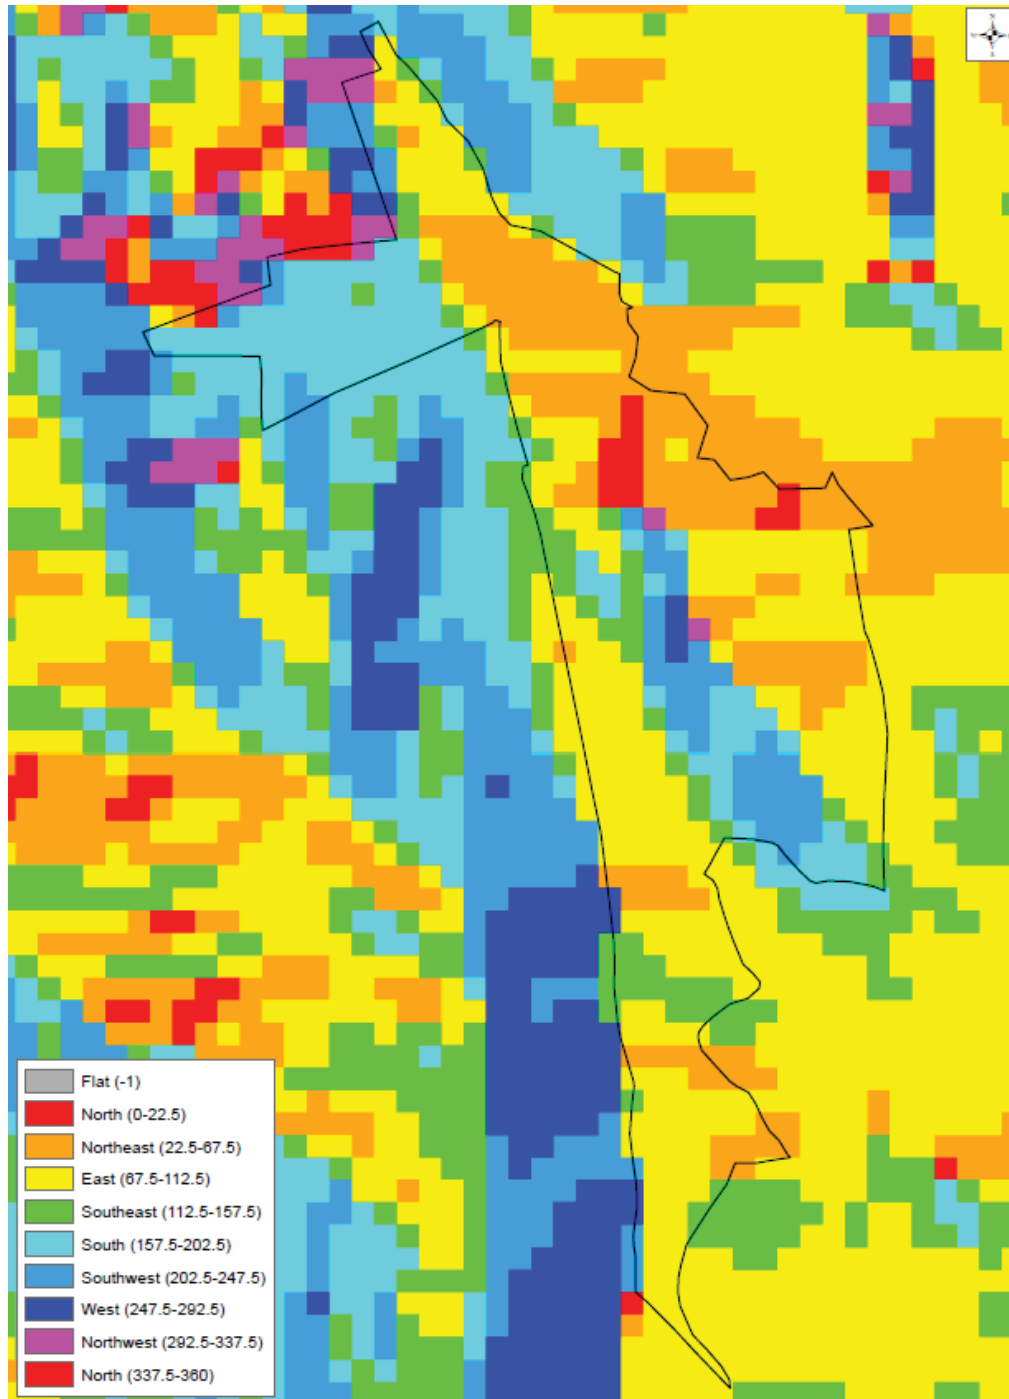 Flat (-1)
North (0-22.5)
Northeast (22.5-67.5)
East (67.5-112.5)
Southeast (112.5-157.5)
South (157.5-202.5)
Southwest (202.5-247.5)
West (247.5-292.5)
Northwest (292.5-337.5)
North (337.5-360)